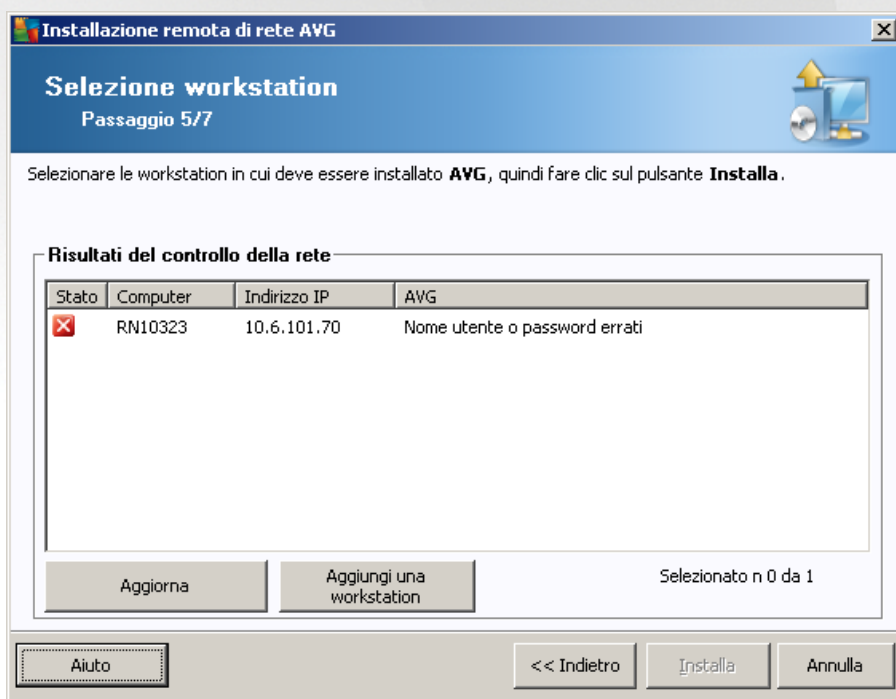 Installazione remota di rete AVG
Selezione workstation
Passaggio 5/7
Selezionare le workstation in cui deve essere installato AVG, quindi fare clic sul pulsante Installa.
Risultati del controllo della rete
Stato Computer Indirizzo IP AVG
RN10323 10.6.101.70 Nome utente o password errati
Aggiorna
Aggiungi una
workstation
Selezionato n 0 da 1
Aiuto
<< Indietro
Installa
Annulla